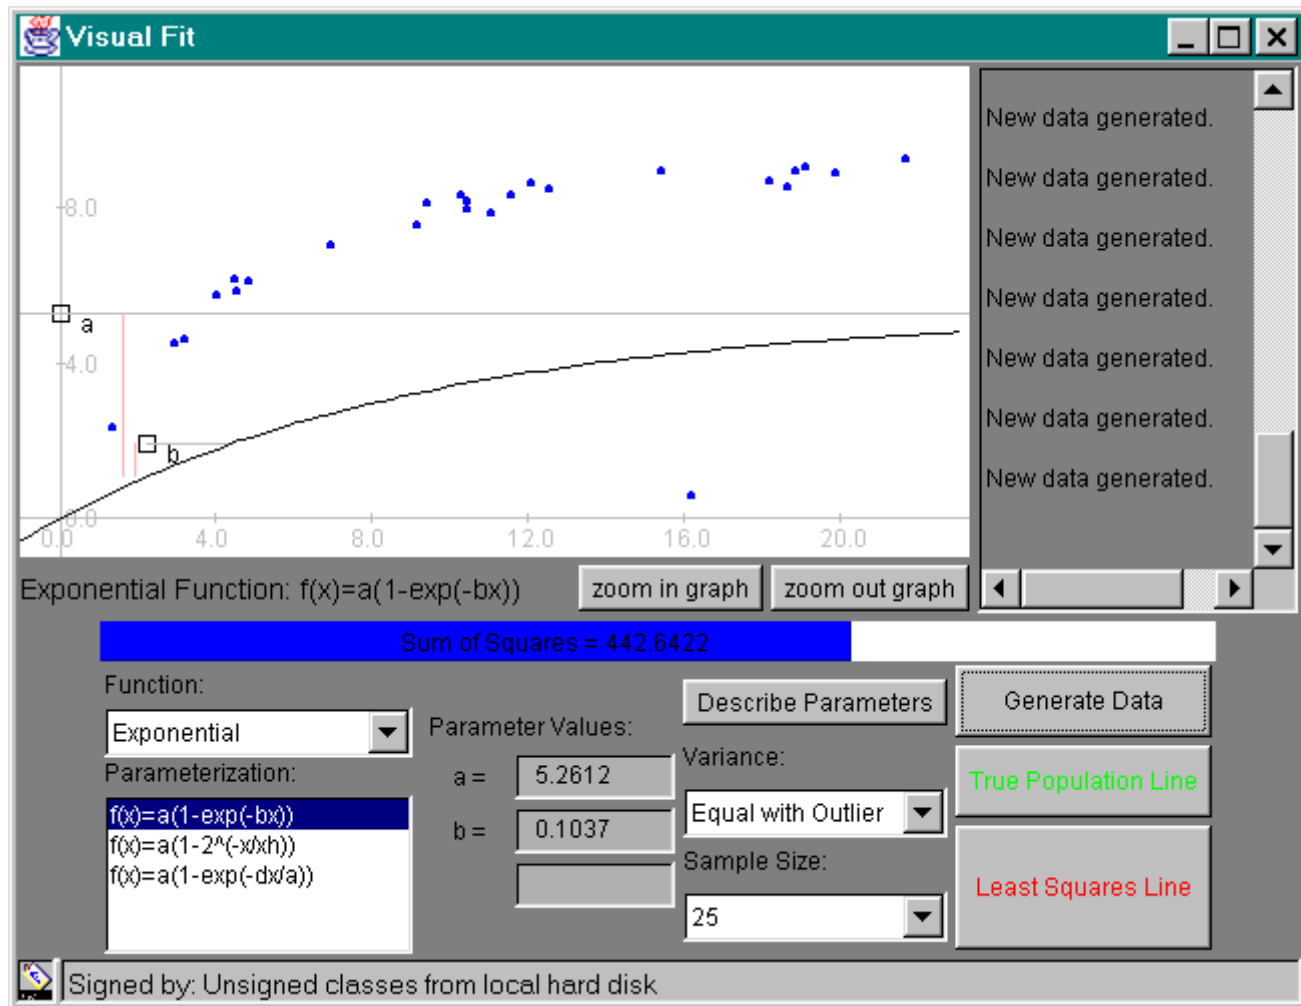 Visual Fit
New data generated.
New data generated.
New data generated.
New data generated.
New data generated.
New data generated.
New data generated.
8.0
a
4.0
b
0.0
0.0 4.0 8.0 12.0 16.0 20.0
Exponential Function: f(x)=a(1-exp(-bx))
zoom in graph
zoom out graph
Sum of Squares = 442.6422
Function:
Exponential
Parameterization:
f(x)=a(1-exp(-bx))
f(x)=a(1-2^(-x/xh))
f(x)=a(1-exp(-dx/a))
Parameter Values:
a = 5.2612
b = 0.1037
Describe Parameters
Variance:
Equal with Outlier
Sample Size:
25
Generate Data
True Population Line
Least Squares Line
Signed by: Unsigned classes from local hard disk